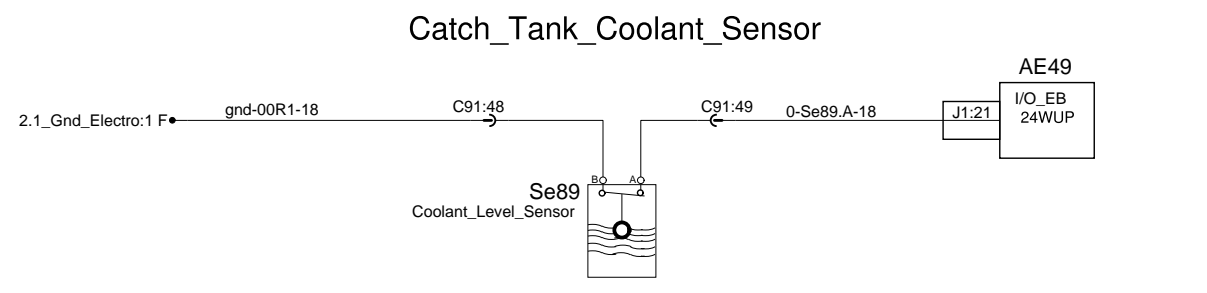 Catch_Tank_Coolant_Sensor
AE49
I/O_EB
24WUP
J1:21
2.1_Gnd_Electro:1 F
gnd-00R1-18
C91:48
C91:49
0-Se89.A-18
B
A
Se89
Coolant_Level_Sensor